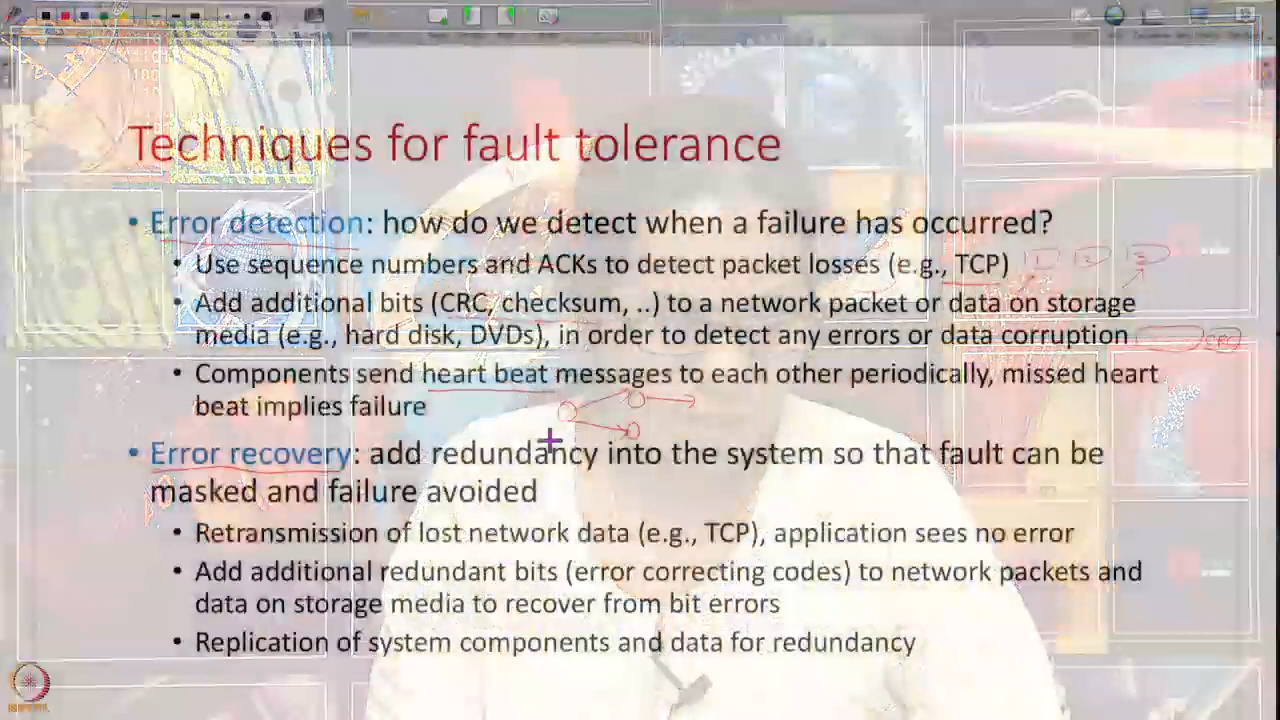 Techniques for fault tolerance
• Error detection: how do we detect when a failure has occurred?
• Use sequence numbers and ACKs to detect packet losses (e.g., TCP) 1 2 3
• Add additional bits (CRC, checksum, ..) to a network packet or data on storage
media (e.g., hard disk, DVDs), in order to detect any errors or data corruption CRC
• Components send heart beat messages to each other periodically, missed heart
beat implies failure
• Error recovery: add redundancy into the system so that fault can be
masked and failure avoided
• Retransmission of lost network data (e.g., TCP), application sees no error
• Add additional redundant bits (error correcting codes) to network packets and
data on storage media to recover from bit errors
• Replication of system components and data for redundancy